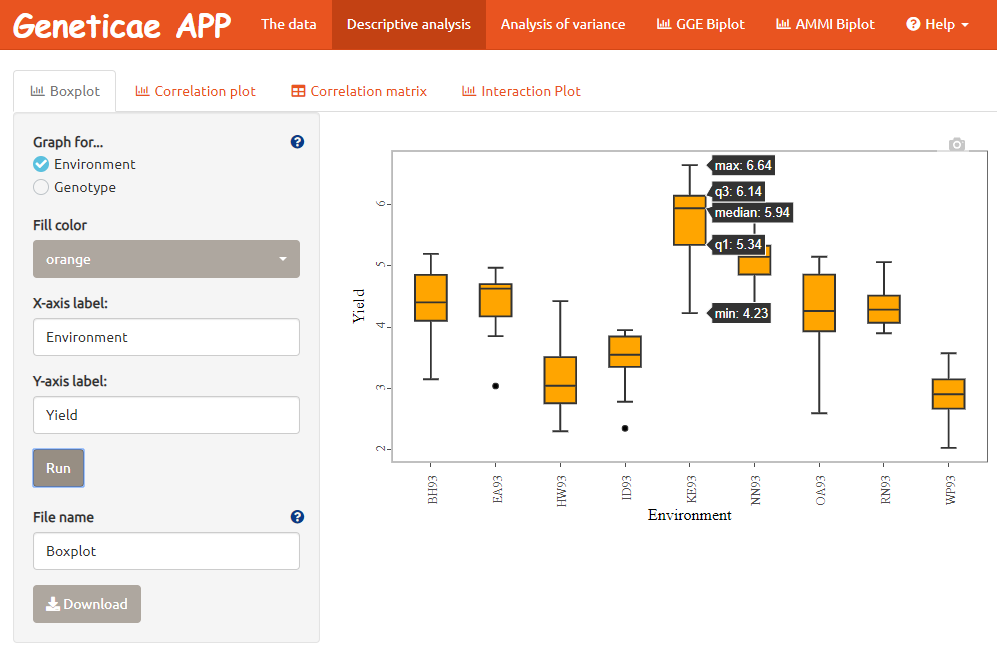 Geneticae APP The data Descriptive analysis Analysis of variance GGE Biplot AMMI Biplot Help
Boxplot Correlation plot Correlation matrix Interaction Plot
Graph for...
Environment
Genotype
Fill color
orange
X-axis label:
Environment
Y-axis label:
Yield
Run
File name
Boxplot
Download
max: 6.64
q3: 6.14
median: 5.94
q1: 5.34
min: 4.23
6
5
4
3
2
Yield
BH93 EA93 HW93 ID93 KE93 NN93 OA93 RN93 WP93
Environment